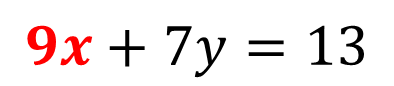 9x + 7y = 13